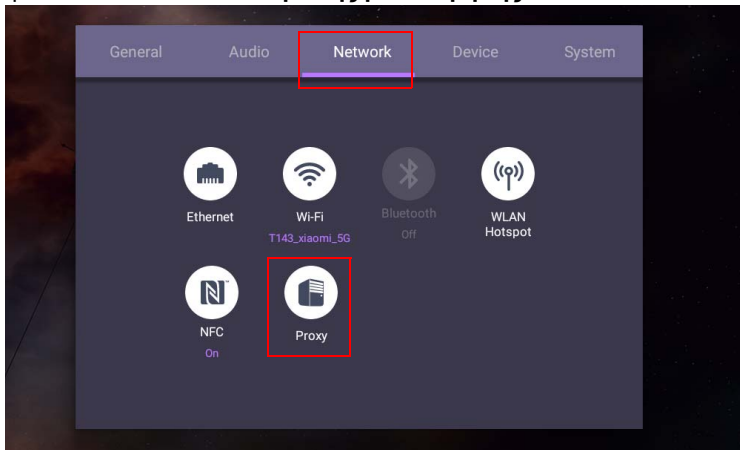 General Audio Network Device System
Ethernet Wi-Fi Bluetooth WLAN
T143_xiaomi_5G Off Hotspot
NFC Proxy
On